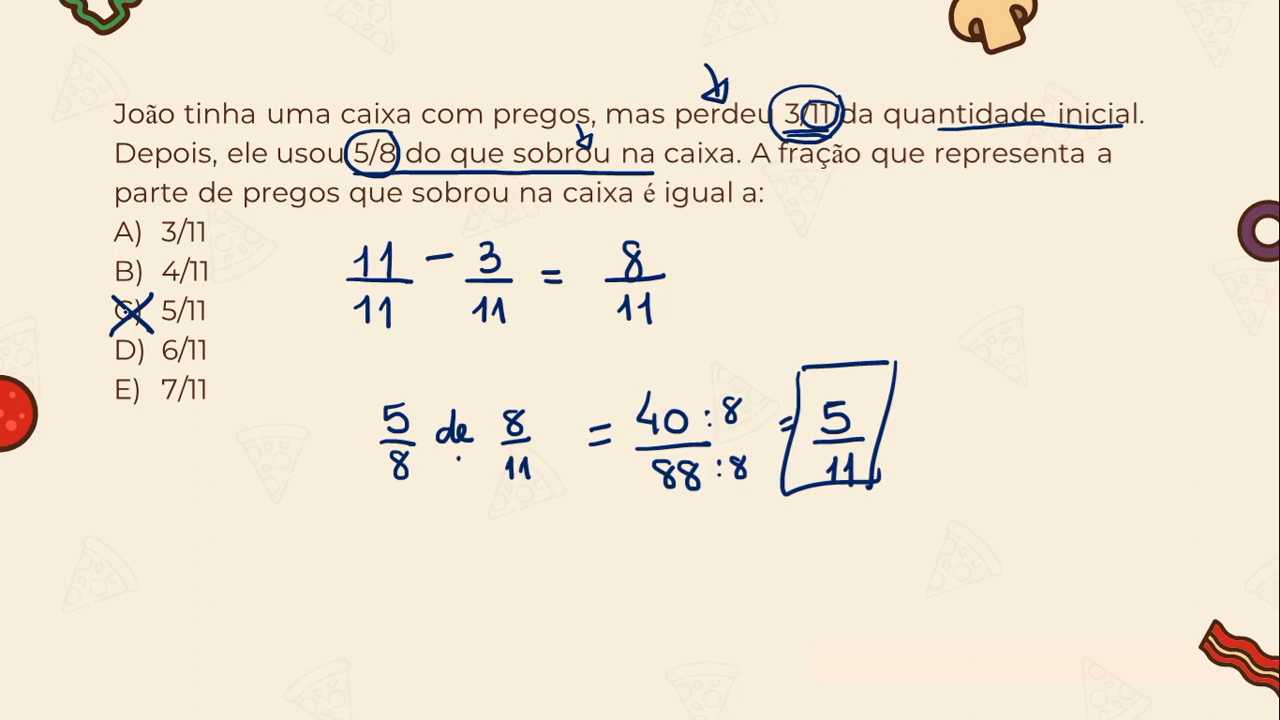 João tinha uma caixa com pregos, mas perdeu 3/11 da quantidade inicial.
Depois, ele usou 5/8 do que sobrou na caixa. A fração que representa a
parte de pregos que sobrou na caixa é igual a:
A) 3/11
B) 4/11
C) 5/11
D) 6/11
E) 7/11
11/11 - 3/11 = 8/11
5/8 de 8/11 = 40:8/88:8 = 5/11